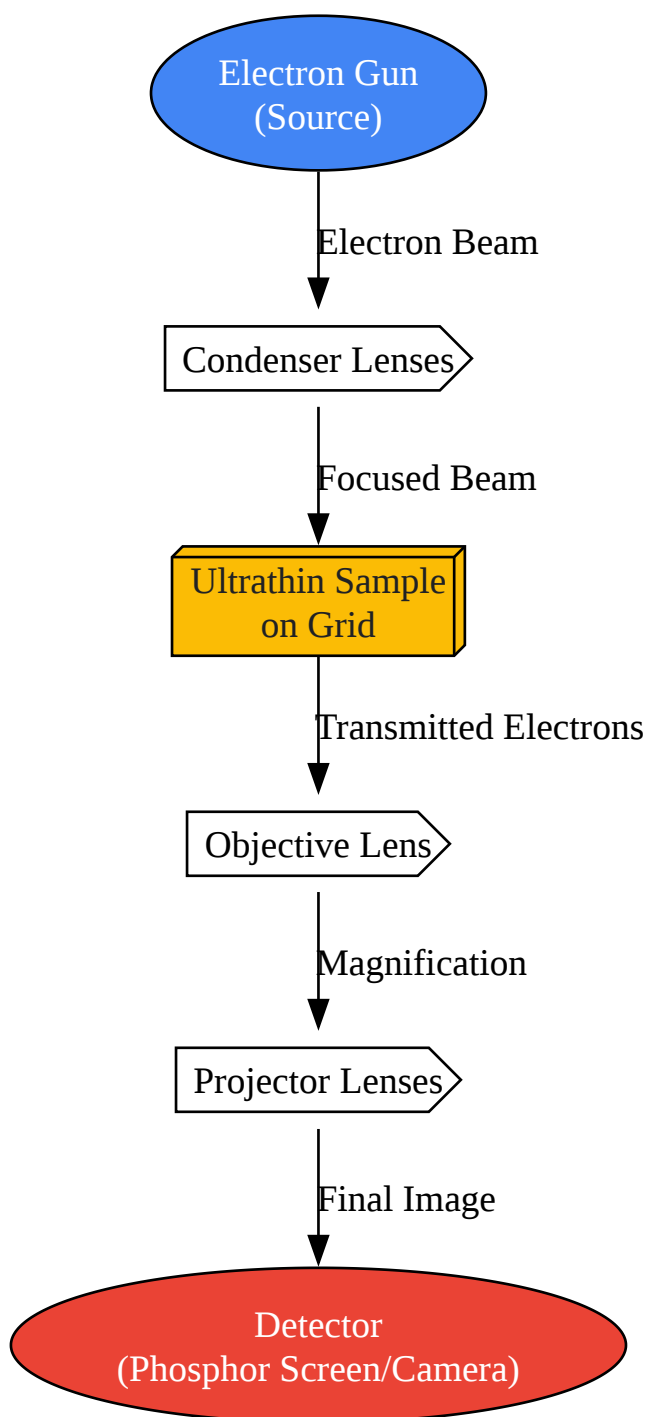 Electron Gun
(Source)
Electron Beam
Condenser Lenses
Focused Beam
Ultrathin Sample
on Grid
Transmitted Electrons
Objective Lens
Magnification
Projector Lenses
Final Image
Detector
(Phosphor Screen/Camera)